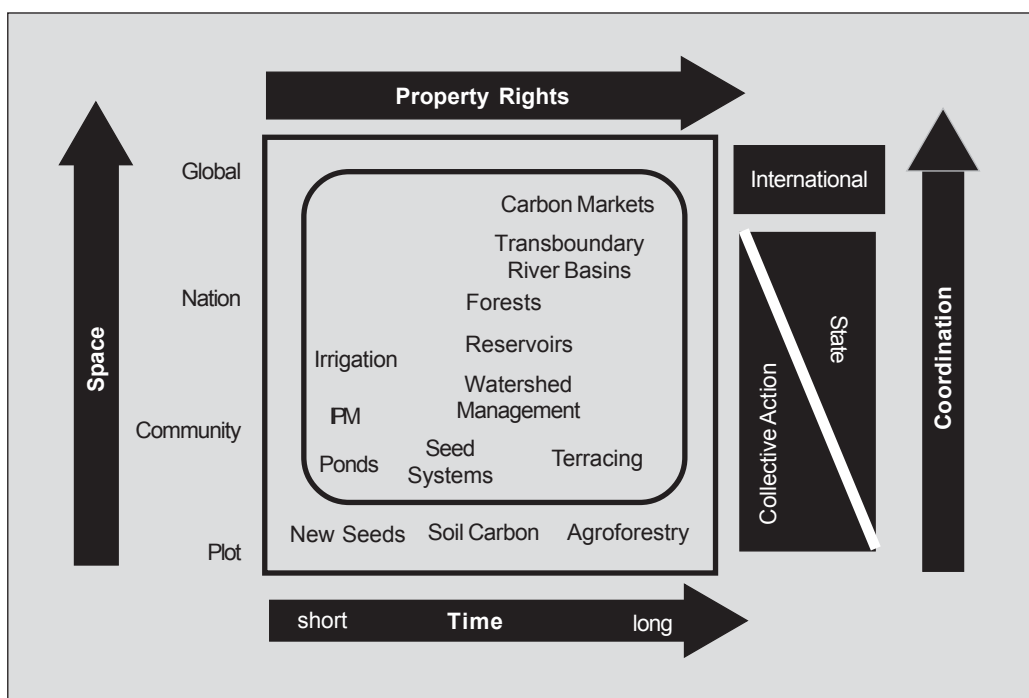 Property Rights
Space
Global
Nation
Community
Plot
Carbon Markets
Transboundary
River Basins
Forests
Reservoirs
Irrigation
Watershed
Management
IPM
Ponds
Seed
Systems
Terracing
New Seeds
Soil Carbon
Agroforestry
International
State
Collective Action
Coordination
short Time long